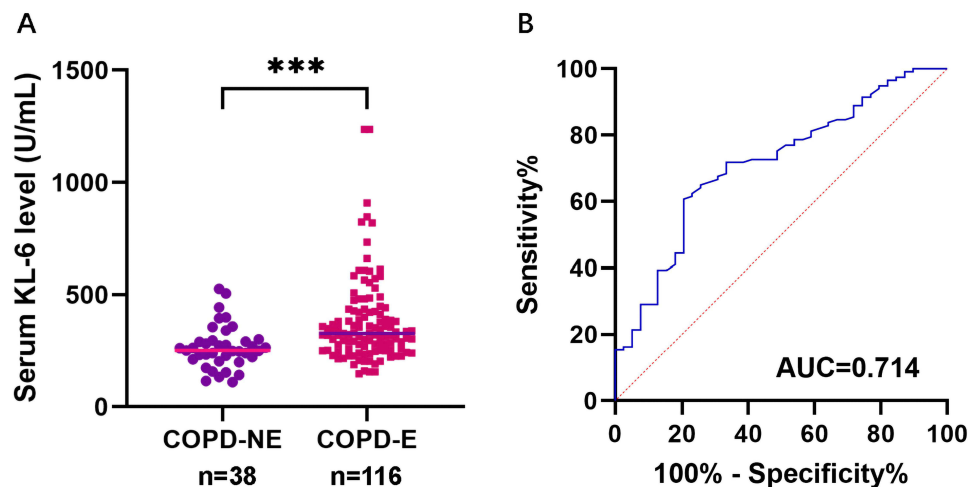 A
Serum KL-6 level (U/mL)
1500
1000
500
0
***
COPD-NE
n=38
COPD-E
n=116
B
Sensitivity%
100
80
60
40
20
0
AUC=0.714
0 20 40 60 80 100
100% - Specificity%